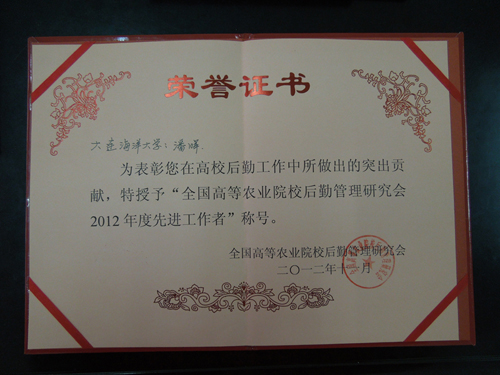 荣誉证书
大连海洋大学：潘晖
为表彰您在高校后勤工作中所做出的突出贡
献，特授予“全国高等农业院校后勤管理研究会
2012年度先进工作者”称号。
全国高等农业院校后勤管理研究会
二〇一二年十一月